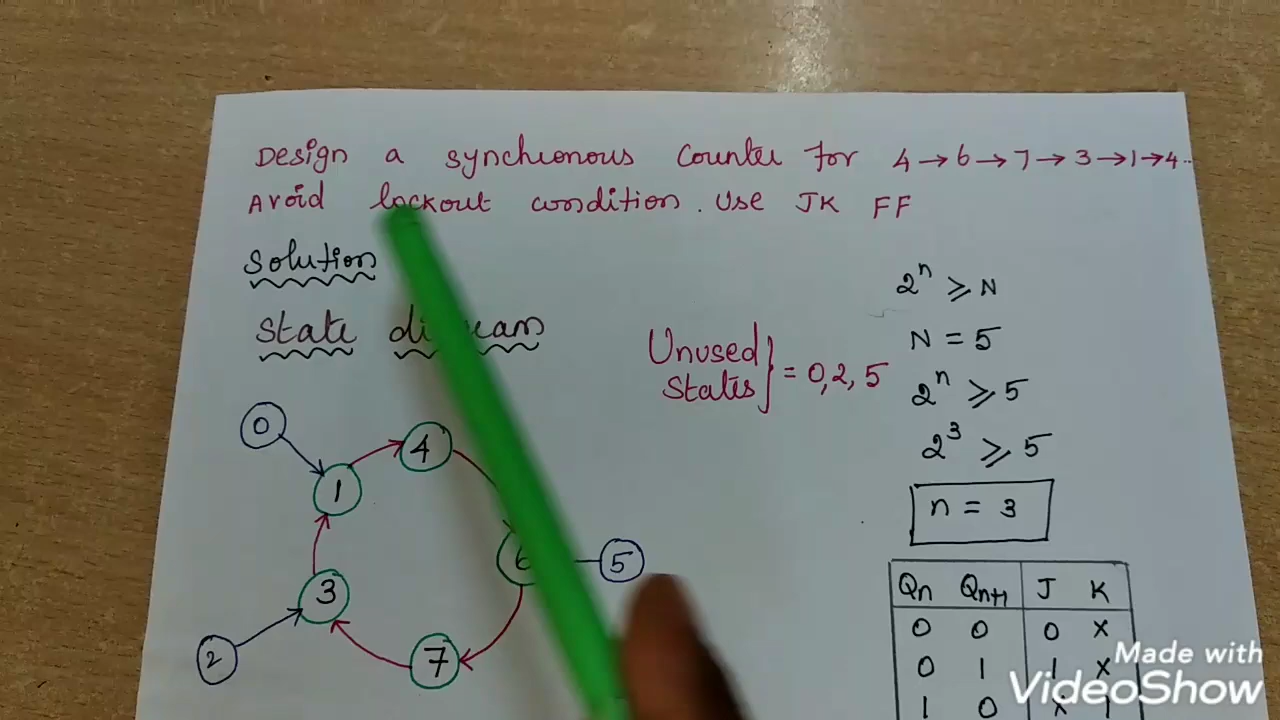 Design a synchronous counter for 4→6→7→3→1→4..
Avoid lockout condition. Use JK FF
Solution
State diagram
Unused
States } = 0,2,5
2ⁿ ⩾ N
N = 5
2ⁿ ⩾ 5
2³ ⩾ 5
n = 3
0
4
1
6
5
3
2
7
Qn Qn+1 J K
0 0 0 X
0 1 1 X
1 0 X 1
Made with
VideoShow